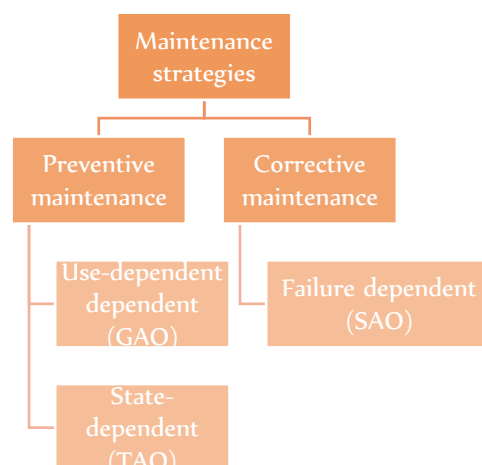 Maintenance
strategies
Preventive
maintenance
Corrective
maintenance
Use-dependent
dependent
(GAO)
State-
dependent
(TAO)
Failure dependent
(SAO)